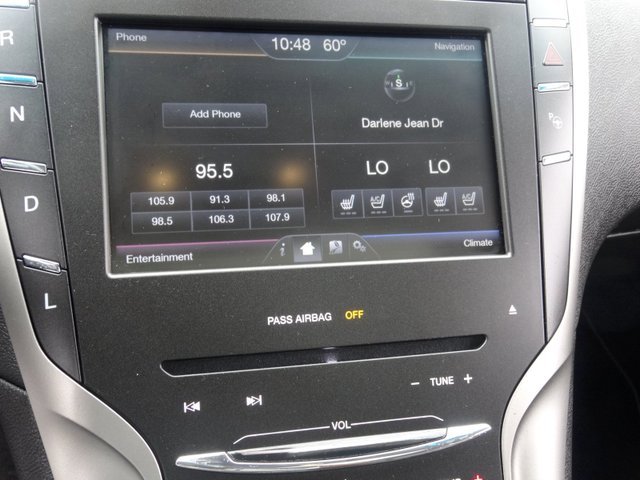 R
N
D
L
Phone
10:48 60°
Navigation
S
Add Phone
Darlene Jean Dr
95.5
LO LO
105.9 91.3 98.1
98.5 106.3 107.9
A/C A/C
Entertainment
i
Climate
P
PASS AIRBAG OFF
− TUNE +
VOL